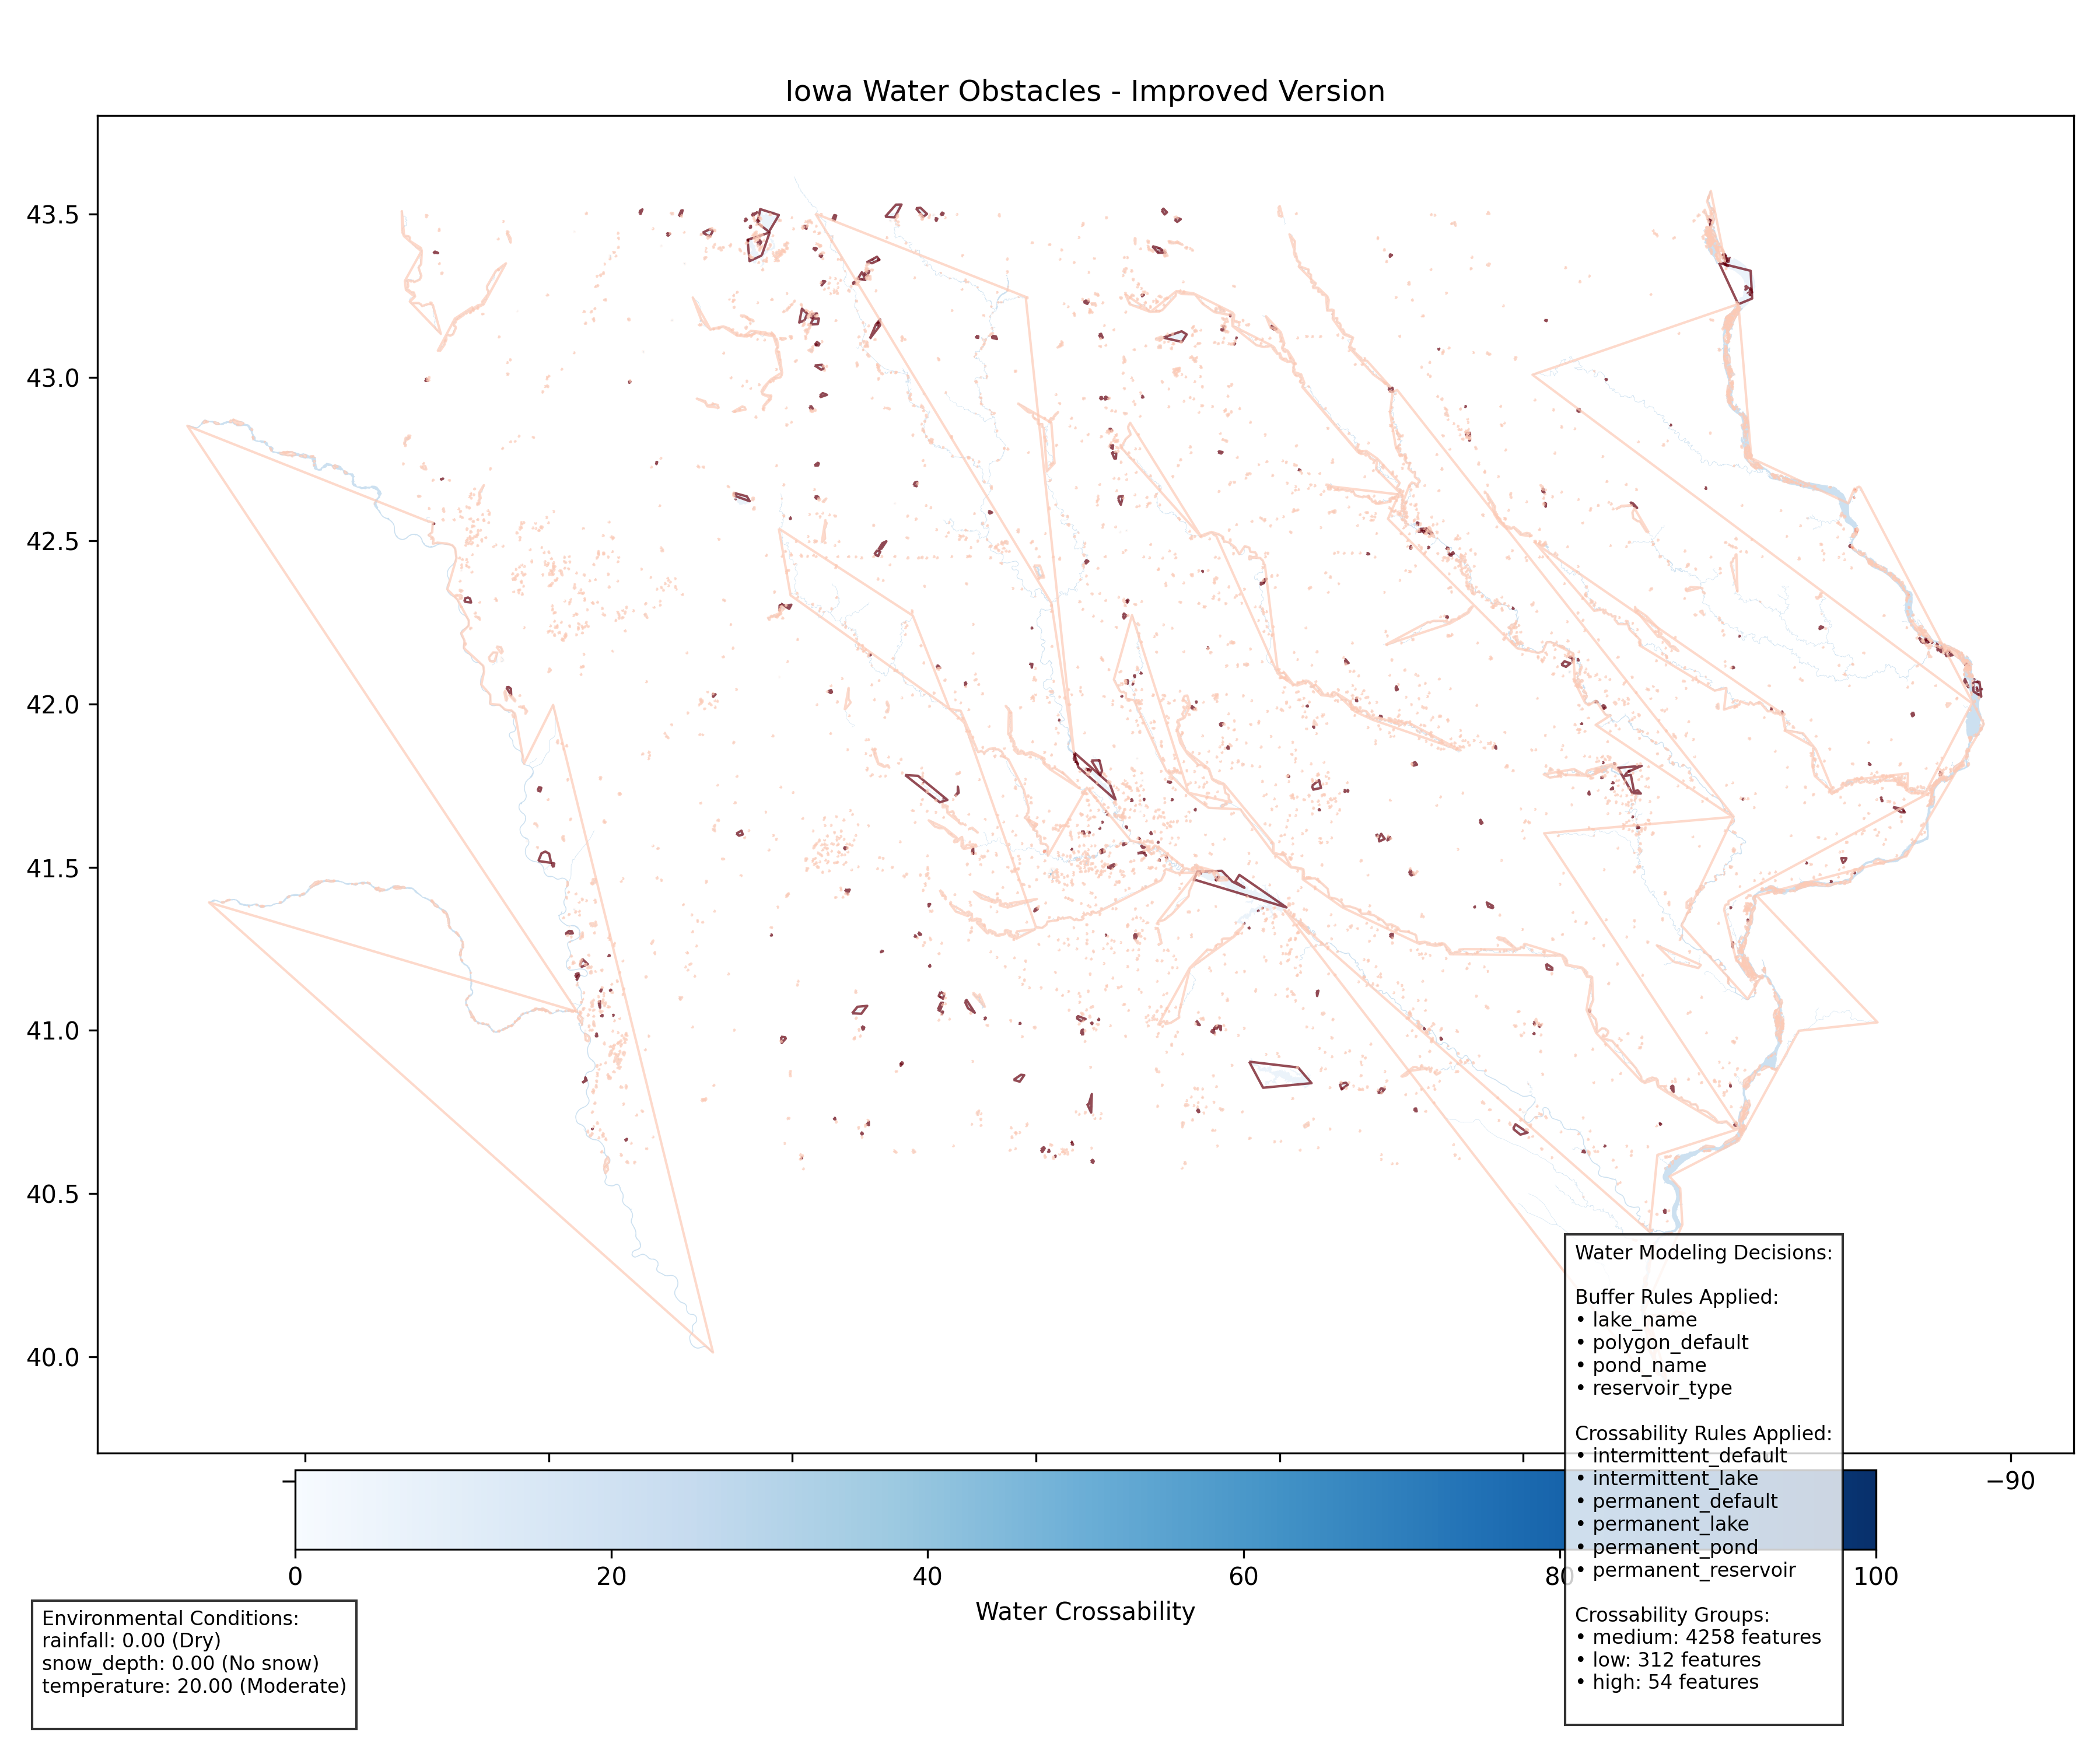 Iowa Water Obstacles - Improved Version
43.5
43.0
42.5
42.0
41.5
41.0
40.5
40.0
−90
0
20
40
60
80
100
Water Crossability
Environmental Conditions:
rainfall: 0.00 (Dry)
snow_depth: 0.00 (No snow)
temperature: 20.00 (Moderate)
Water Modeling Decisions:
Buffer Rules Applied:
• lake_name
• polygon_default
• pond_name
• reservoir_type
Crossability Rules Applied:
• intermittent_default
• intermittent_lake
• permanent_default
• permanent_lake
• permanent_pond
• permanent_reservoir
Crossability Groups:
• medium: 4258 features
• low: 312 features
• high: 54 features